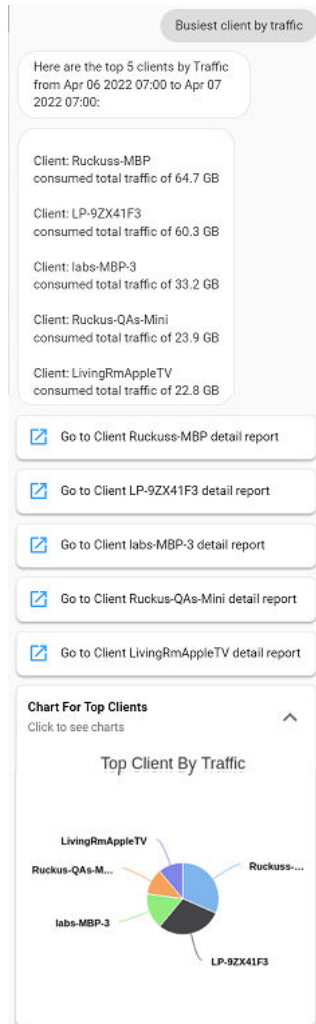 Busiest client by traffic
Here are the top 5 clients by Traffic
from Apr 06 2022 07:00 to Apr 07
2022 07:00:
Client: Ruckuss-MBP
consumed total traffic of 64.7 GB
Client: LP-9ZX41F3
consumed total traffic of 60.3 GB
Client: labs-MBP-3
consumed total traffic of 33.2 GB
Client: Ruckus-QAs-Mini
consumed total traffic of 23.9 GB
Client: LivingRmAppleTV
consumed total traffic of 22.8 GB
Go to Client Ruckuss-MBP detail report
Go to Client LP-9ZX41F3 detail report
Go to Client labs-MBP-3 detail report
Go to Client Ruckus-QAs-Mini detail report
Go to Client LivingRmAppleTV detail report
Chart For Top Clients
Click to see charts
Top Client By Traffic
LivingRmAppleTV
Ruckus-QAs-M...
Ruckuss-...
labs-MBP-3
LP-9ZX41F3